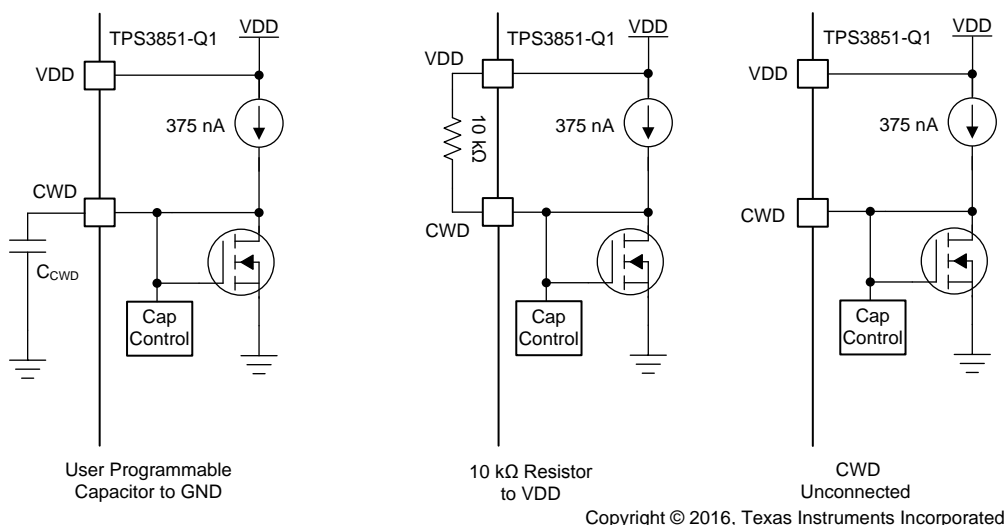 TPS3851-Q1
VDD
VDD
375 nA
CWD
CCWD
Cap
Control
User Programmable
Capacitor to GND
TPS3851-Q1
VDD
VDD
375 nA
10 kΩ
CWD
Cap
Control
10 kΩ Resistor
to VDD
TPS3851-Q1
VDD
VDD
375 nA
CWD
Cap
Control
CWD
Unconnected
Copyright © 2016, Texas Instruments Incorporated